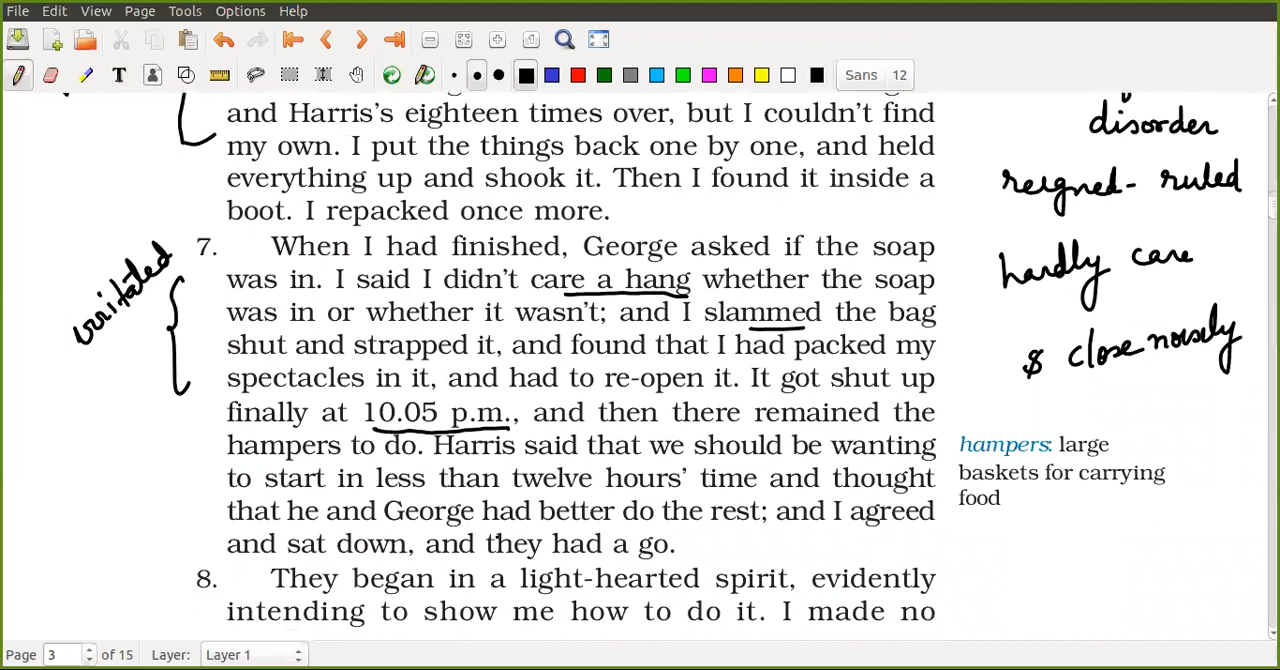 File Edit View Page Tools Options Help
T Sans 12
and Harris's eighteen times over, but I couldn't find
my own. I put the things back one by one, and held
everything up and shook it. Then I found it inside a
boot. I repacked once more.
disorder
reigned- ruled
7. When I had finished, George asked if the soap
was in. I said I didn't care a hang whether the soap
was in or whether it wasn't; and I slammed the bag
shut and strapped it, and found that I had packed my
spectacles in it, and had to re-open it. It got shut up
finally at 10.05 p.m., and then there remained the
hampers to do. Harris said that we should be wanting
to start in less than twelve hours' time and thought
that he and George had better do the rest; and I agreed
and sat down, and they had a go.
irritated
hardly care
$ close noisely
hampers: large
baskets for carrying
food
8. They began in a light-hearted spirit, evidently
intending to show me how to do it. I made no
Page 3 of 15 Layer: Layer 1